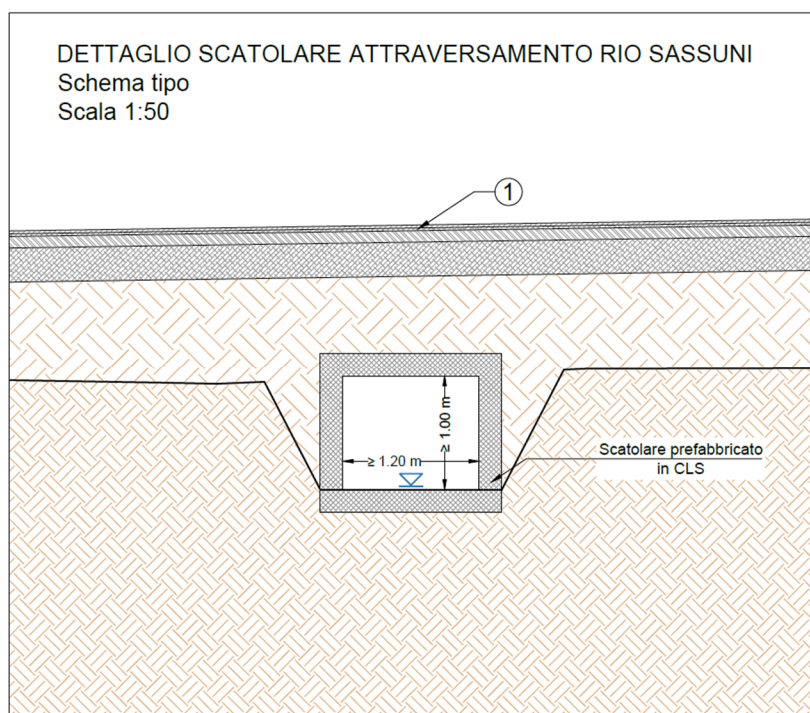 DETTAGLIO SCATOLARE ATTRAVERSAMENTO RIO SASSUNI
Schema tipo
Scala 1:50
1
≥ 1.00 m
≥ 1.20 m
Scatolare prefabbricato
in CLS